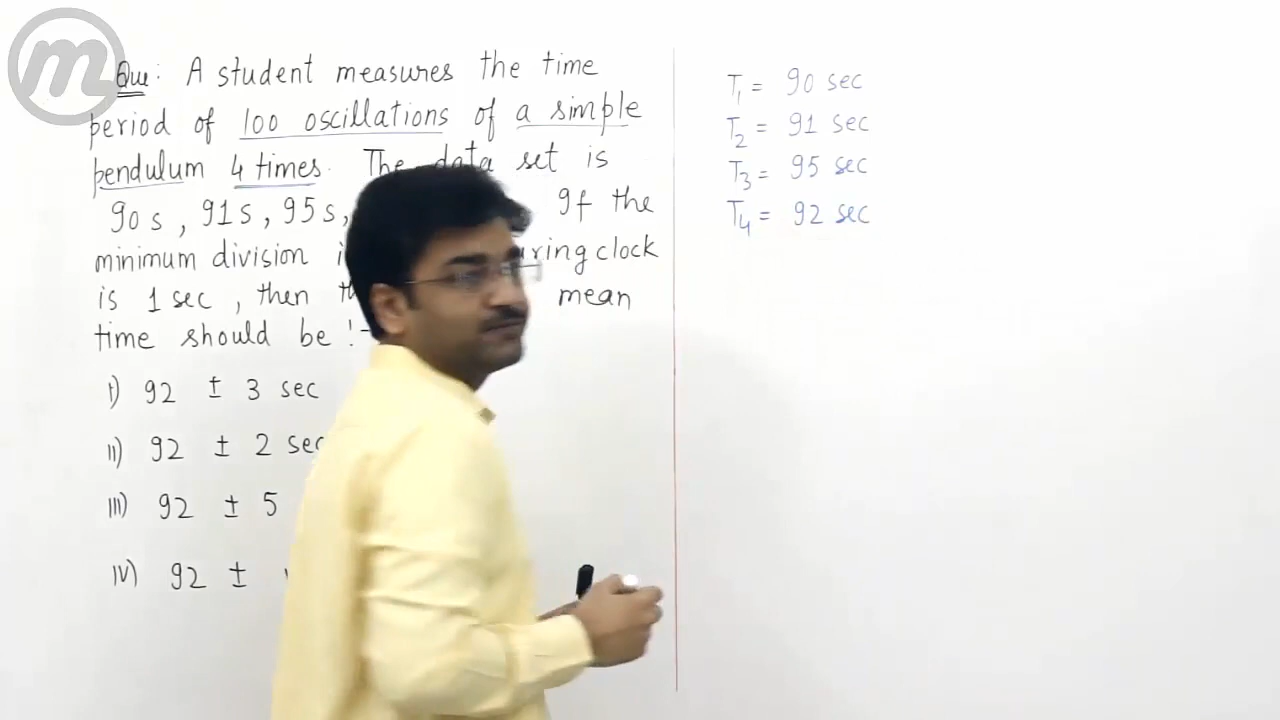 m
Que: A student measures the time
period of 100 oscillations of a simple
pendulum 4 times. The data set is
90 s, 91 s, 95 s, gf the
minimum division uring clock
is 1 sec, then mean
time should be !-
i) 92 ± 3 sec
ii) 92 ± 2 sec
iii) 92 ± 5
iv) 92 ±
T1 = 90 sec
T2 = 91 sec
T3 = 95 sec
T4 = 92 sec